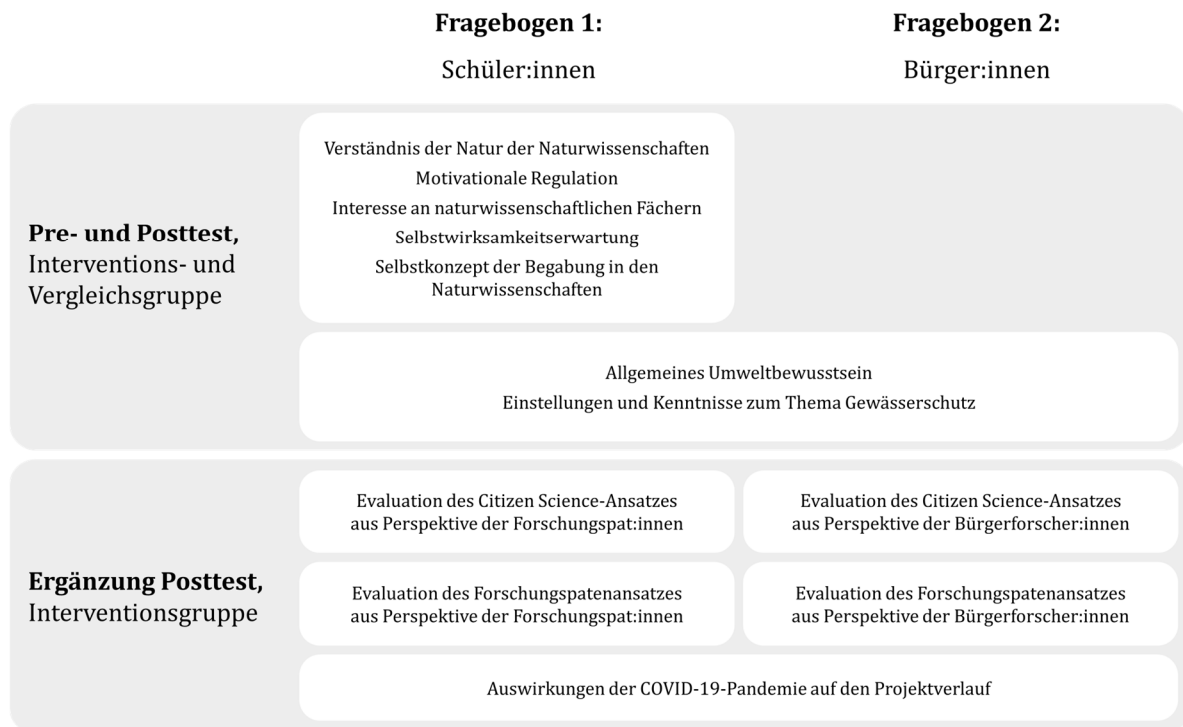 Fragebogen 1:
Schüler:innen
Fragebogen 2:
Bürger:innen
Pre- und Posttest,
Interventions- und
Vergleichsgruppe
Verständnis der Natur der Naturwissenschaften
Motivationale Regulation
Interesse an naturwissenschaftlichen Fächern
Selbstwirksamkeitserwartung
Selbstkonzept der Begabung in den
Naturwissenschaften
Allgemeines Umweltbewusstsein
Einstellungen und Kenntnisse zum Thema Gewässerschutz
Ergänzung Posttest,
Interventionsgruppe
Evaluation des Citizen Science-Ansatzes
aus Perspektive der Forschungspat:innen
Evaluation des Citizen Science-Ansatzes
aus Perspektive der Bürgerforscher:innen
Evaluation des Forschungspatenansatzes
aus Perspektive der Forschungspat:innen
Evaluation des Forschungspatenansatzes
aus Perspektive der Bürgerforscher:innen
Auswirkungen der COVID-19-Pandemie auf den Projektverlauf